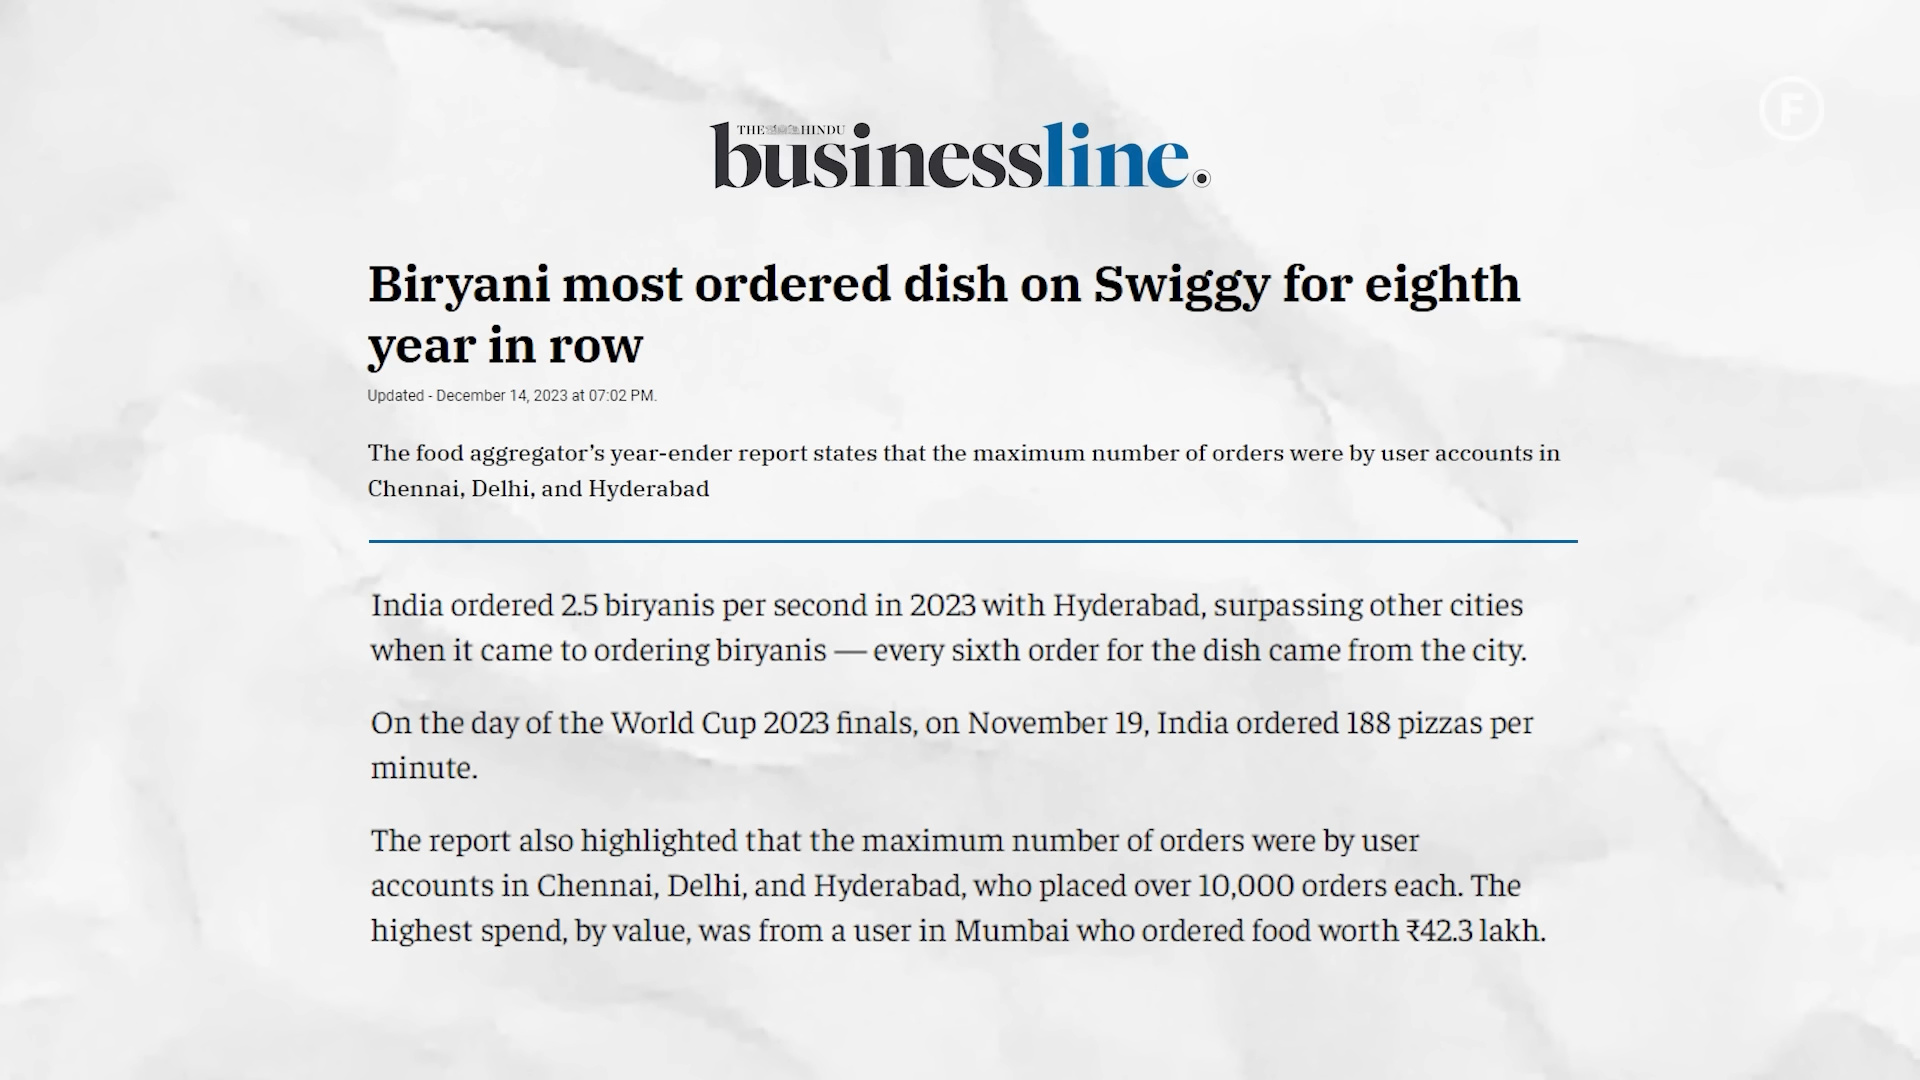 THE HINDU
businessline.
F
Biryani most ordered dish on Swiggy for eighth
year in row
Updated - December 14, 2023 at 07:02 PM.
The food aggregator’s year-ender report states that the maximum number of orders were by user accounts in
Chennai, Delhi, and Hyderabad
India ordered 2.5 biryanis per second in 2023 with Hyderabad, surpassing other cities
when it came to ordering biryanis — every sixth order for the dish came from the city.
On the day of the World Cup 2023 finals, on November 19, India ordered 188 pizzas per
minute.
The report also highlighted that the maximum number of orders were by user
accounts in Chennai, Delhi, and Hyderabad, who placed over 10,000 orders each. The
highest spend, by value, was from a user in Mumbai who ordered food worth ₹42.3 lakh.